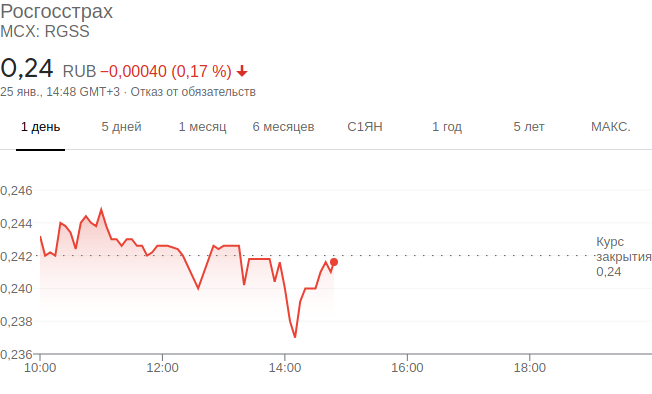 Росгосстрах
MCX: RGSS
0,24 RUB −0,00040 (0,17 %)
25 янв., 14:48 GMT+3 · Отказ от обязательств
1 день 5 дней 1 месяц 6 месяцев С1ЯН 1 год 5 лет МАКС.
0,246
0,244
0,242
0,240
0,238
0,236
Курс
закрытия
0,24
10:00 12:00 14:00 16:00 18:00